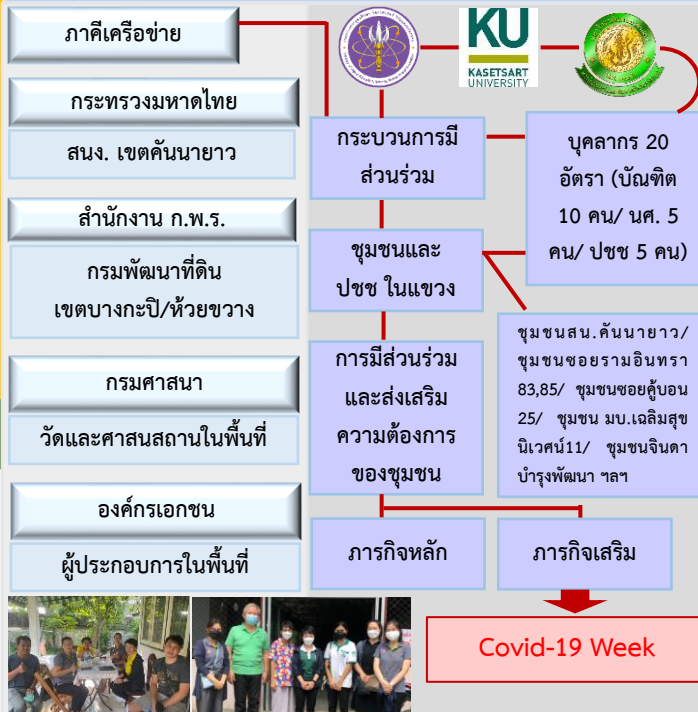 ภาคีเครือข่าย
กระทรวงมหาดไทย
สนง. เขตคันนายาว
สำนักงาน ก.พ.ร.
กรมพัฒนาที่ดิน
เขตบางกะปิ/ห้วยขวาง
กรมศาสนา
วัดและศาสนสถานในพื้นที่
องค์กรเอกชน
ผู้ประกอบการในพื้นที่
KU
KASETSART
UNIVERSITY
กระบวนการมี
ส่วนร่วม
บุคลากร 20
อัตรา (บัณฑิต
10 คน/ นศ. 5
คน/ ปชช 5 คน)
ชุมชนและ
ปชช ในแขวง
การมีส่วนร่วม
และส่งเสริม
ความต้องการ
ของชุมชน
ชุมชนสน.คันนายาว/
ชุมชนซอยรามอินทรา
83,85/ ชุมชนซอยคู้บอน
25/ ชุมชน มบ.เฉลิมสุข
นิเวศน์11/ ชุมชนจินดา
บำรุงพัฒนา ฯลฯ
ภารกิจหลัก
ภารกิจเสริม
Covid-19 Week